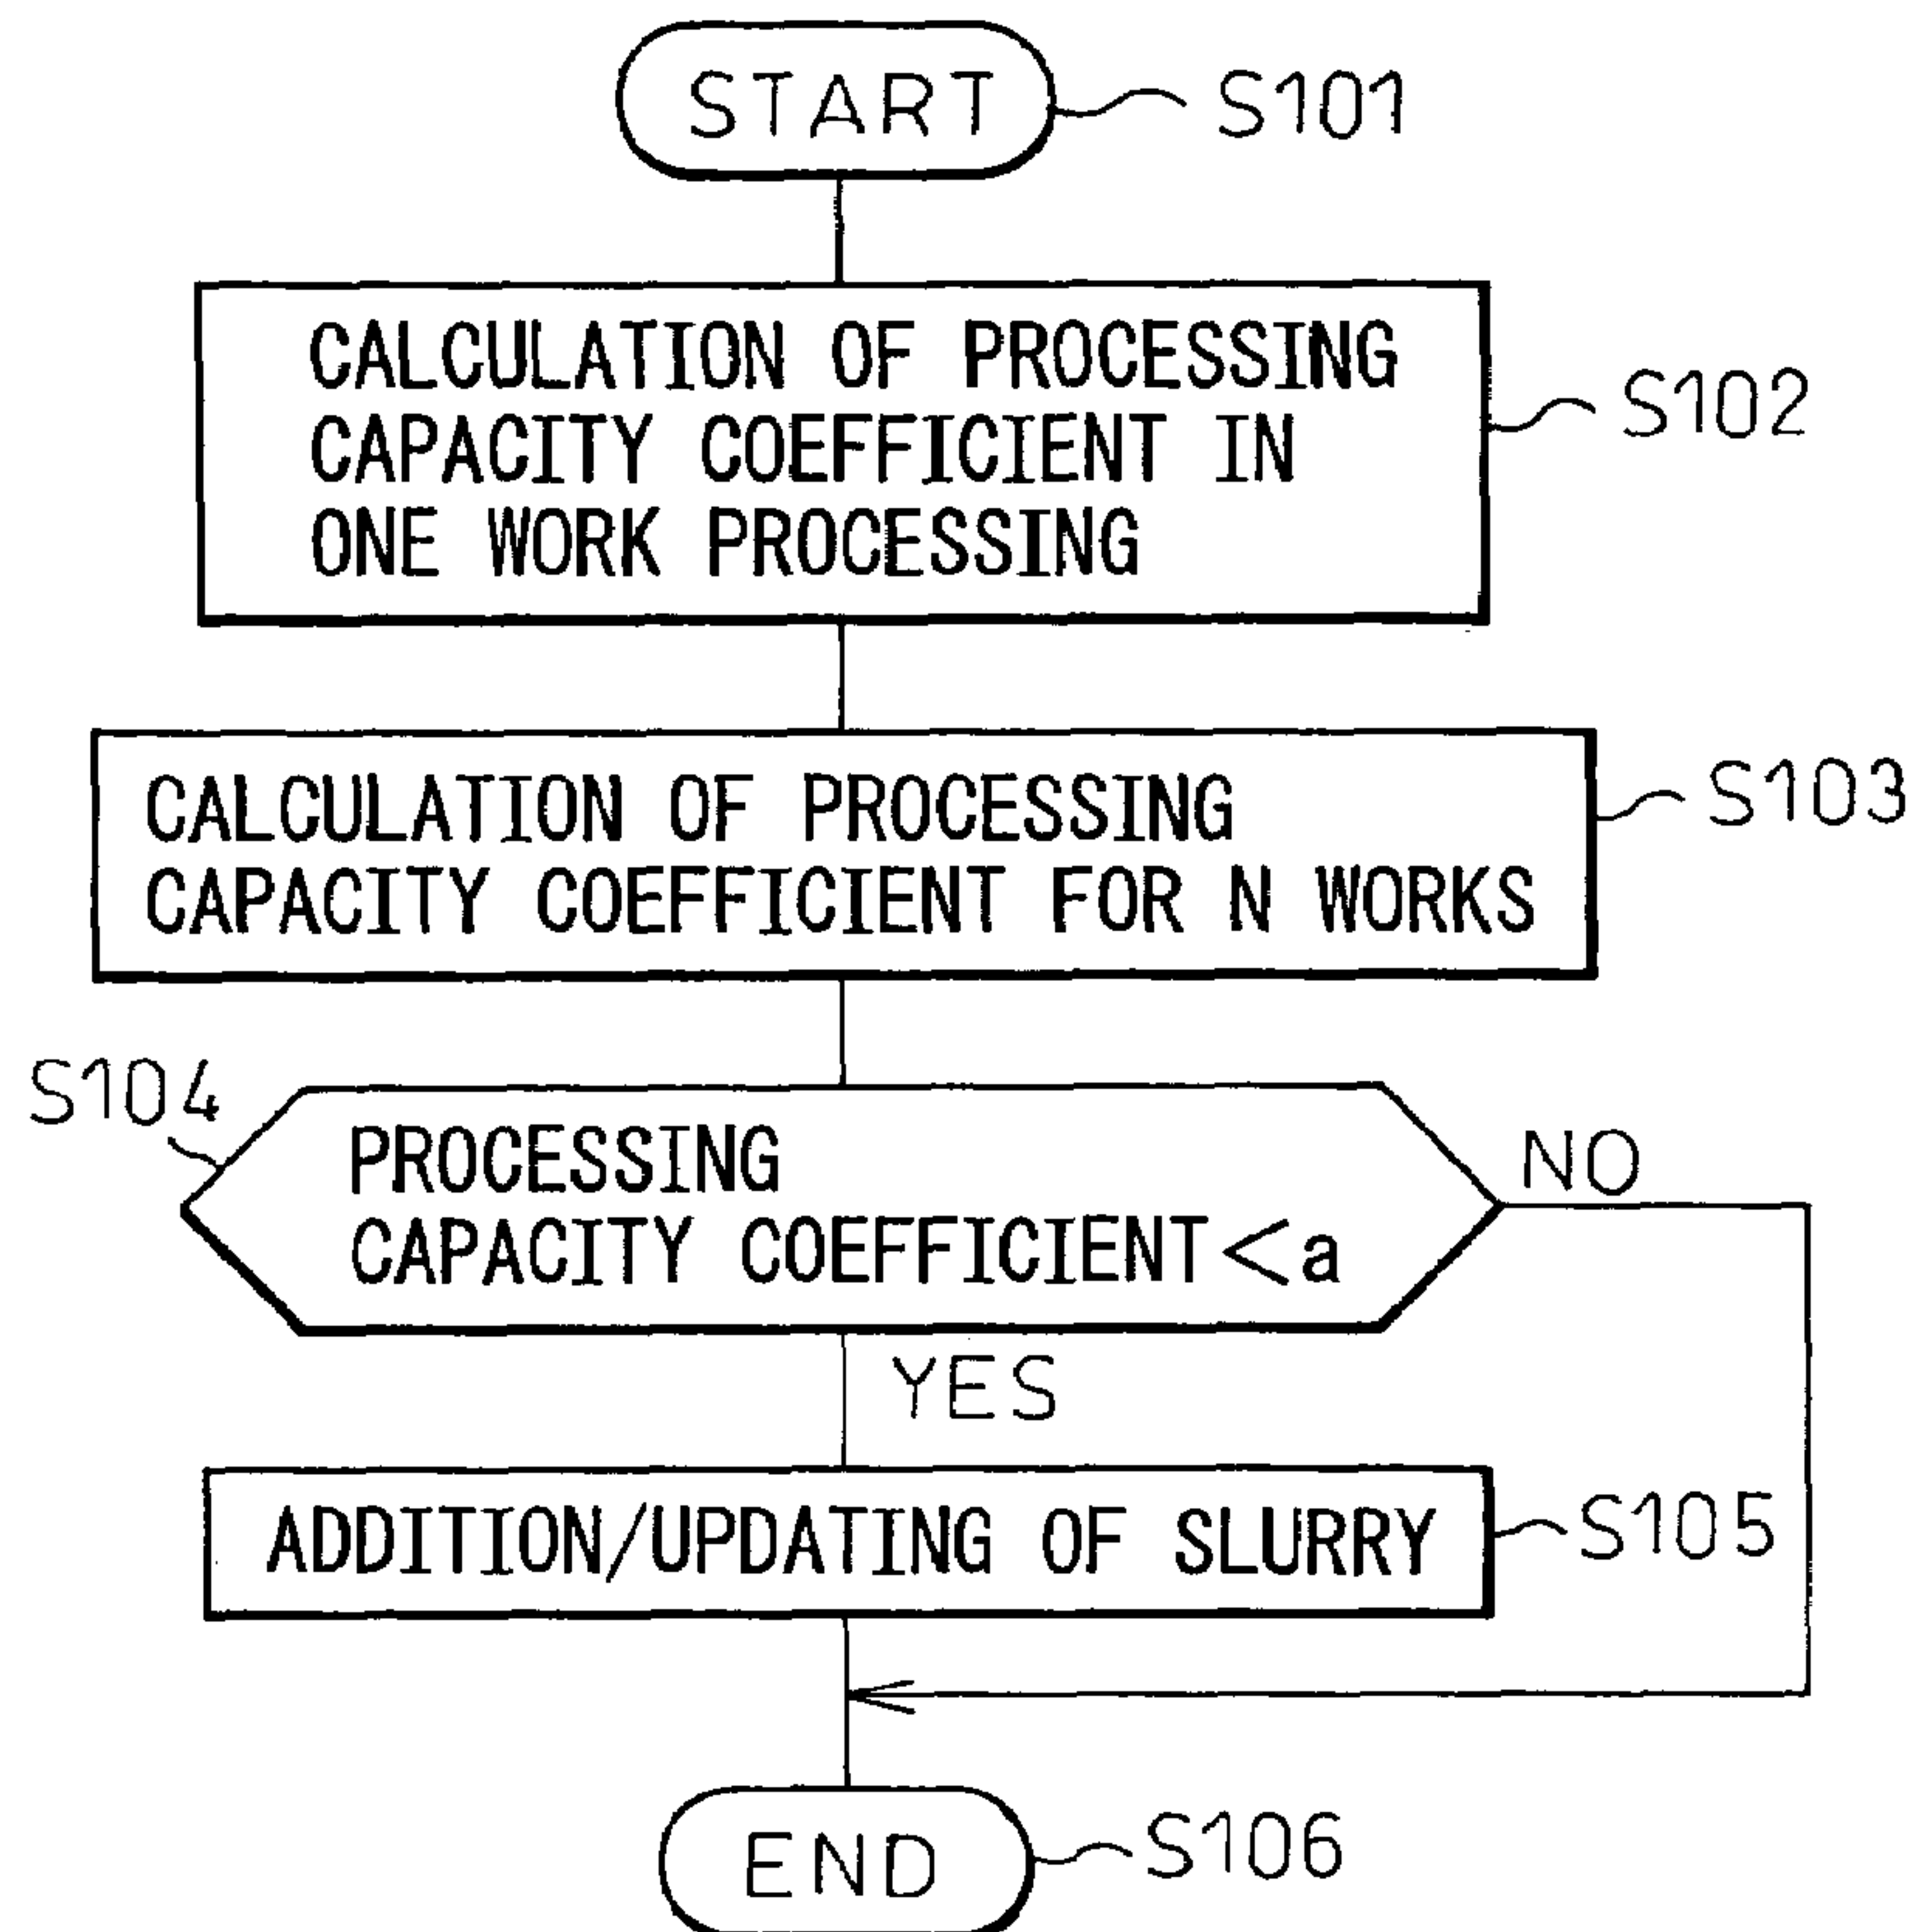 START
S101
CALCULATION OF PROCESSING
CAPACITY COEFFICIENT IN
ONE WORK PROCESSING
S102
CALCULATION OF PROCESSING
CAPACITY COEFFICIENT FOR N WORKS
S103
S104
PROCESSING
CAPACITY COEFFICIENT<a
NO
YES
ADDITION/UPDATING OF SLURRY
S105
END
S106